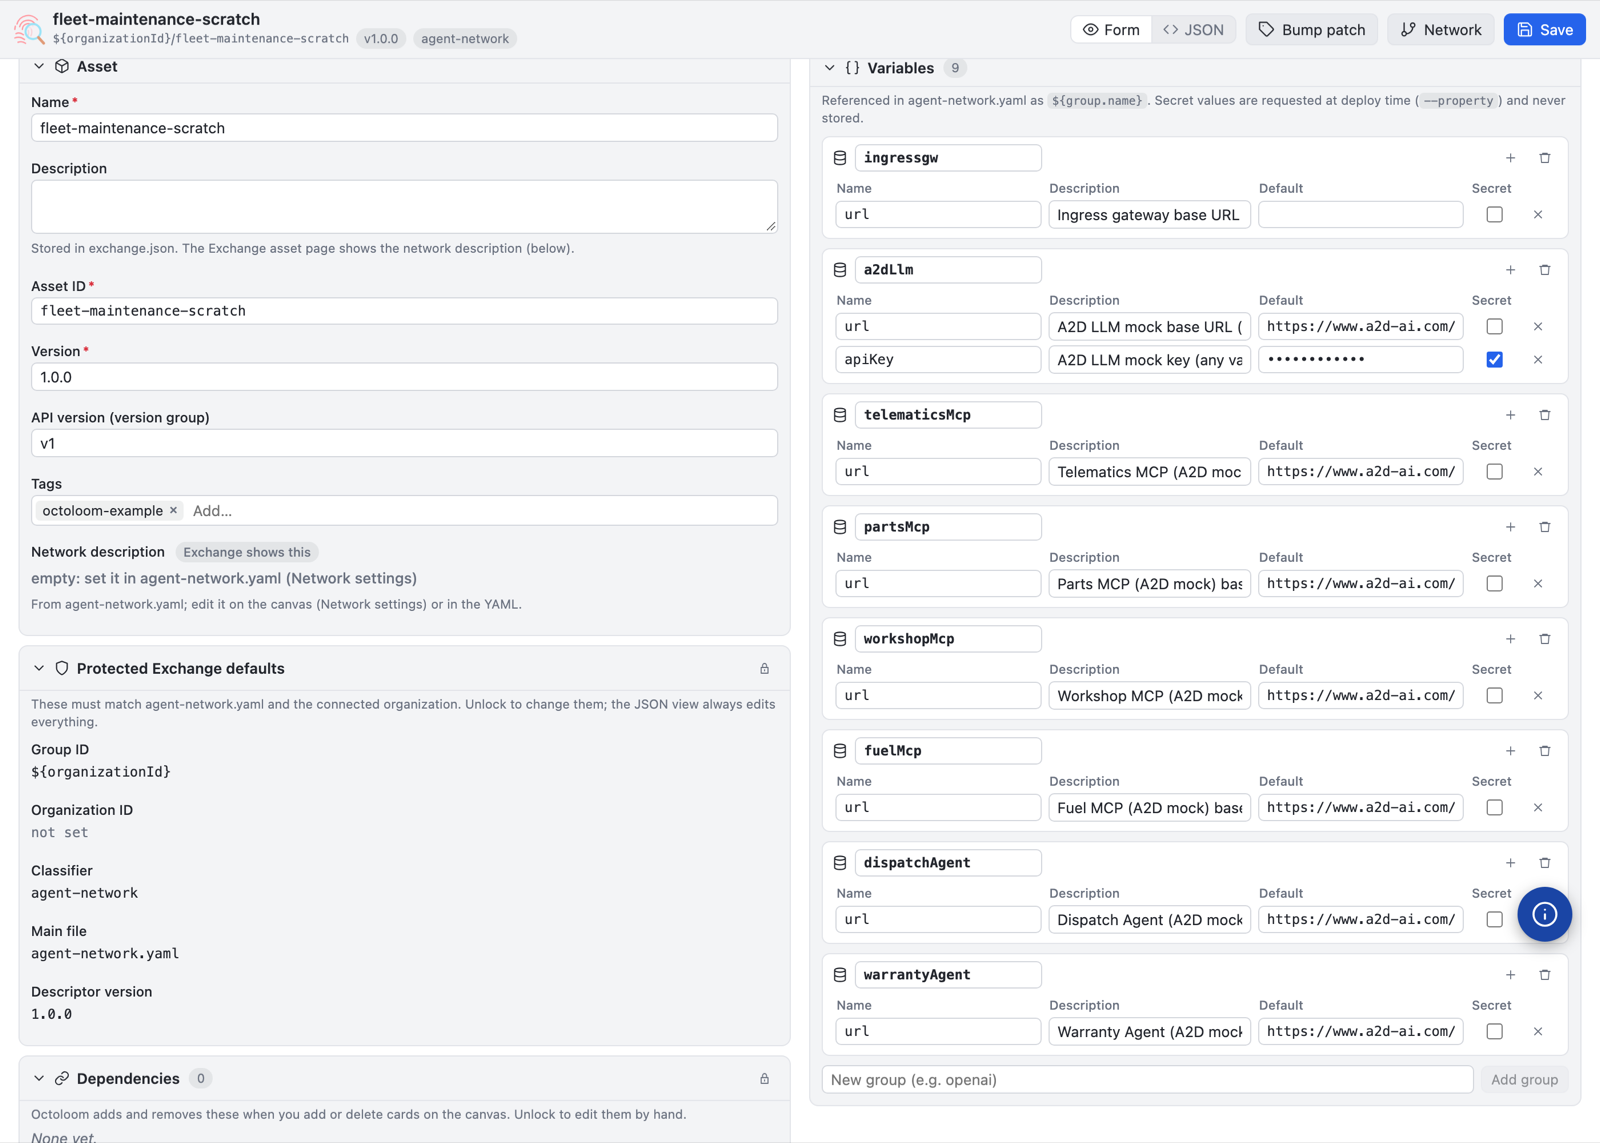 fleet-maintenance-scratch
${organizationId}/fleet-maintenance-scratch v1.0.0 agent-network
Form JSON Bump patch Network Save
Asset
Name*
fleet-maintenance-scratch
Description
Stored in exchange.json. The Exchange asset page shows the network description (below).
Asset ID*
fleet-maintenance-scratch
Version*
1.0.0
API version (version group)
v1
Tags
octoloom-example × Add...
Network description Exchange shows this
empty: set it in agent-network.yaml (Network settings)
From agent-network.yaml; edit it on the canvas (Network settings) or in the YAML.
Protected Exchange defaults
These must match agent-network.yaml and the connected organization. Unlock to change them; the JSON view always edits
everything.
Group ID
${organizationId}
Organization ID
not set
Classifier
agent-network
Main file
agent-network.yaml
Descriptor version
1.0.0
Dependencies 0
Octoloom adds and removes these when you add or delete cards on the canvas. Unlock to edit them by hand.
None yet.
{} Variables 9
Referenced in agent-network.yaml as ${group.name} . Secret values are requested at deploy time ( --property ) and never
stored.
ingressgw
Name Description Default Secret
url Ingress gateway base URL
a2dLlm
Name Description Default Secret
url A2D LLM mock base URL ( https://www.a2d-ai.com/
apiKey A2D LLM mock key (any va ••••••••••••
telematicsMcp
Name Description Default Secret
url Telematics MCP (A2D moc https://www.a2d-ai.com/
partsMcp
Name Description Default Secret
url Parts MCP (A2D mock) bas https://www.a2d-ai.com/
workshopMcp
Name Description Default Secret
url Workshop MCP (A2D mock https://www.a2d-ai.com/
fuelMcp
Name Description Default Secret
url Fuel MCP (A2D mock) base https://www.a2d-ai.com/
dispatchAgent
Name Description Default Secret
url Dispatch Agent (A2D mock https://www.a2d-ai.com/
warrantyAgent
Name Description Default Secret
url Warranty Agent (A2D mock https://www.a2d-ai.com/
New group (e.g. openai) Add group